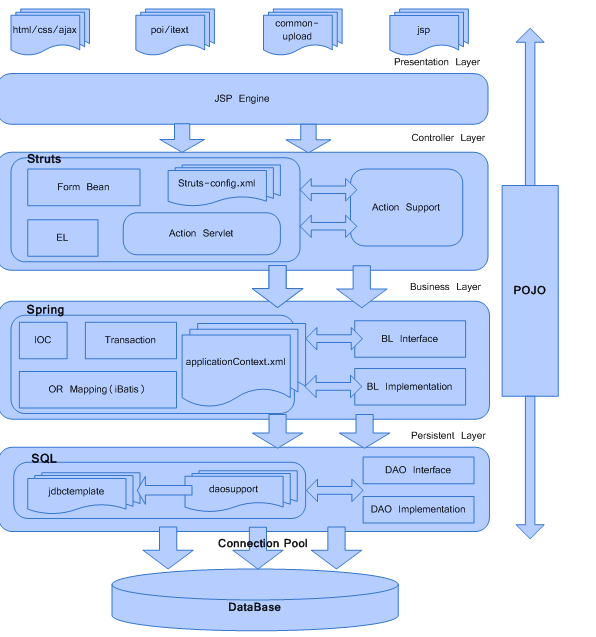 html/css/ajax
poi/itext
common-
upload
jsp
Presentation Layer
JSP Engine
Controller Layer
Struts
Form Bean
Struts-config.xml
Action Support
EL
Action Servlet
Business Layer
POJO
Spring
IOC
Transaction
applicationContext.xml
BL Interface
OR Mapping(iBatis)
BL Implementation
Persistent Layer
SQL
DAO Interface
jdbctemplate
daosupport
DAO Implementation
Connection Pool
DataBase